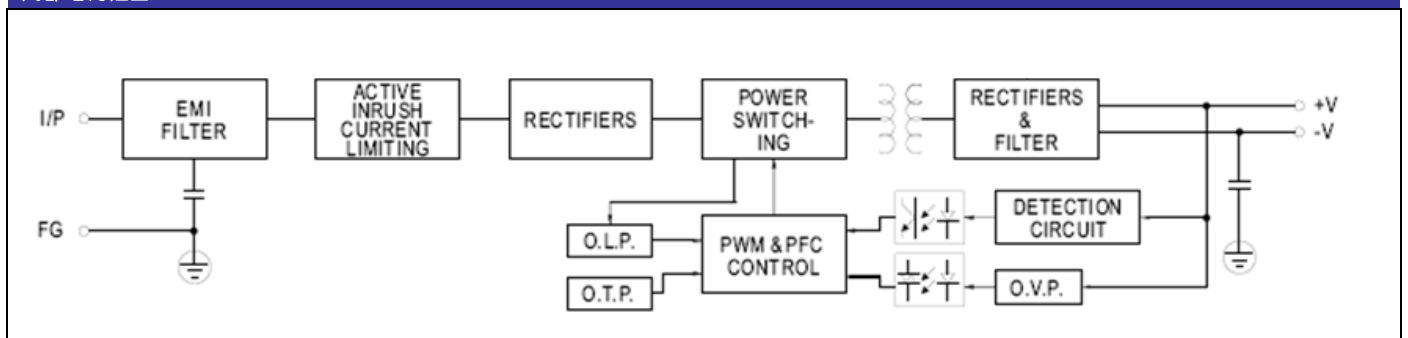 I/P
EMI
FILTER
ACTIVE
INRUSH
CURRENT
LIMITING
RECTIFIERS
POWER
SWITCH-
ING
RECTIFIERS
&
FILTER
+V
-V
FG
O.L.P.
O.T.P.
PWM & PFC
CONTROL
DETECTION
CIRCUIT
O.V.P.